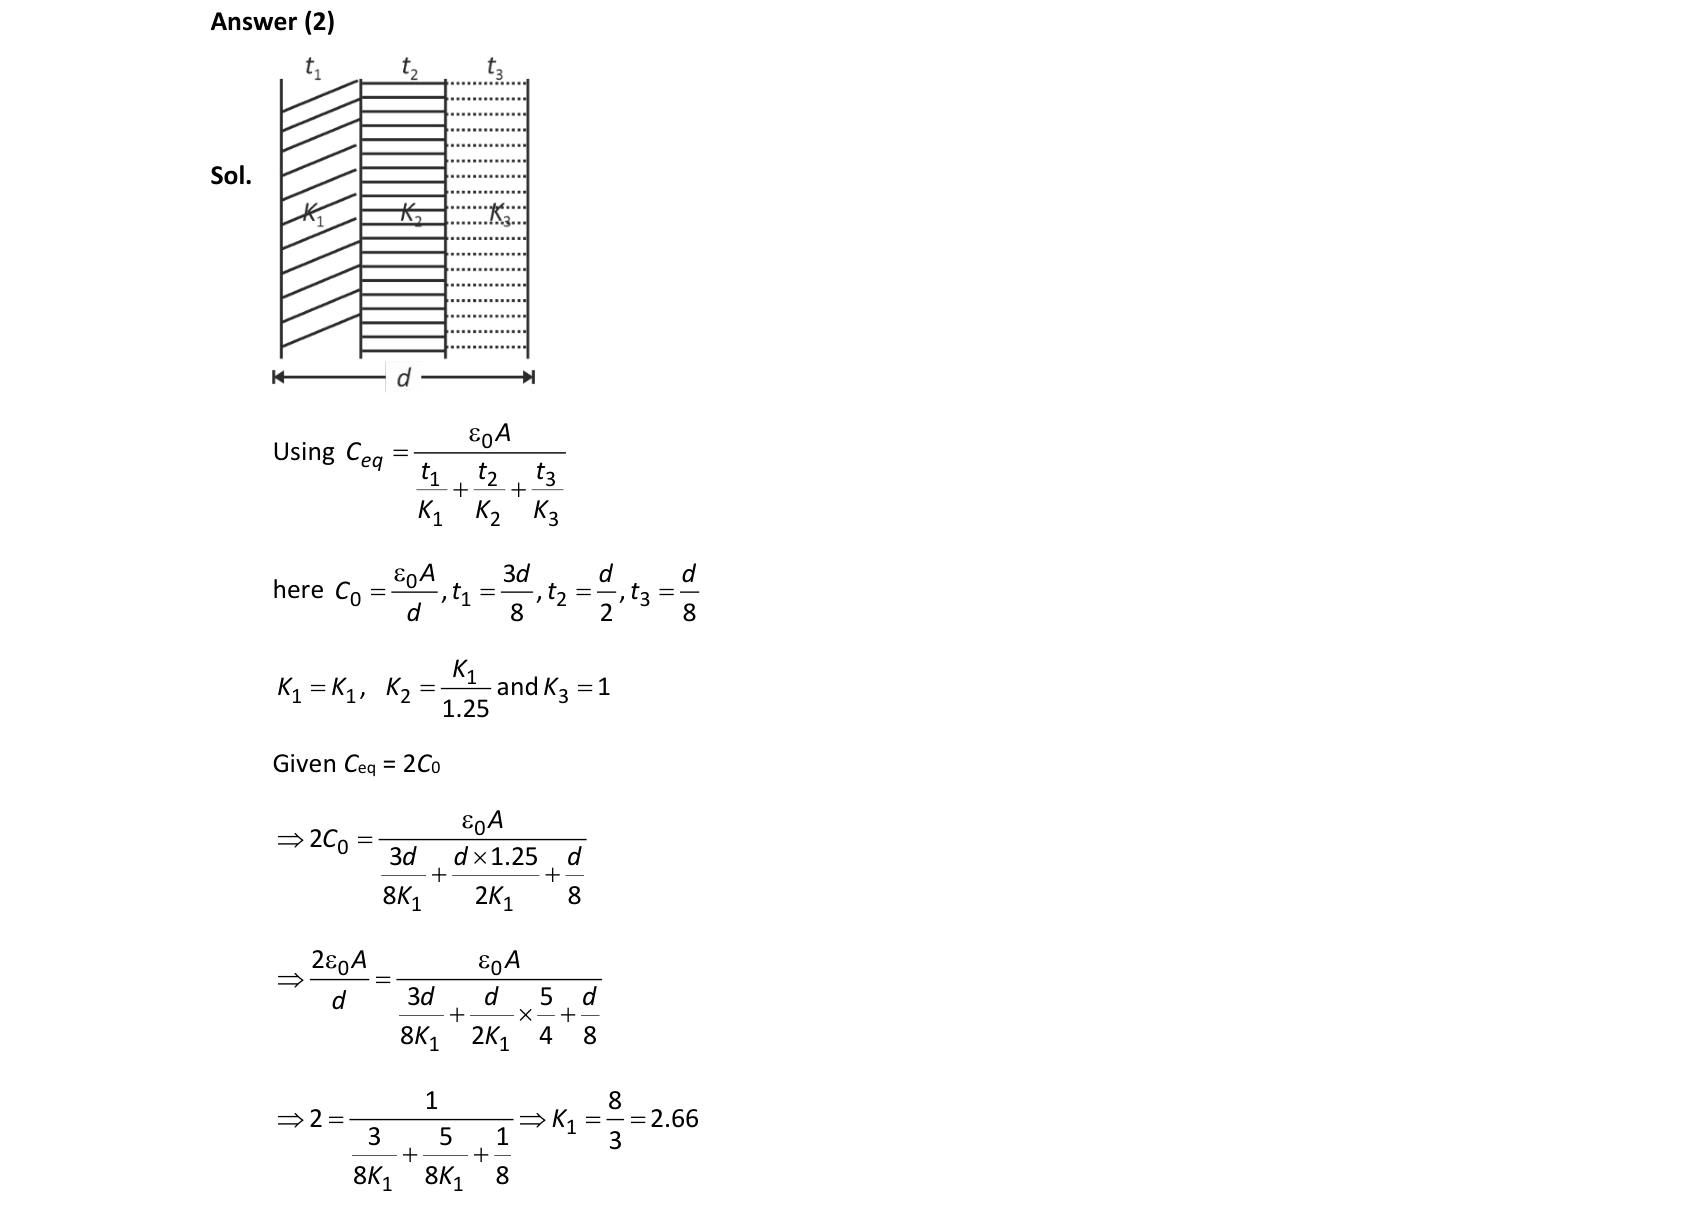 Answer (2)
t₁ t₂ t₃
Sol.
K₁ K₂ K₃
d
Using C_eq = ε₀A / (t₁/K₁ + t₂/K₂ + t₃/K₃)
here C₀ = ε₀A/d, t₁ = 3d/8, t₂ = d/2, t₃ = d/8
K₁ = K₁, K₂ = K₁/1.25 and K₃ = 1
Given Ceq = 2C₀
⇒ 2C₀ = ε₀A / (3d/8K₁ + d×1.25/2K₁ + d/8)
⇒ 2ε₀A/d = ε₀A / (3d/8K₁ + d/2K₁ × 5/4 + d/8)
⇒ 2 = 1 / (3/8K₁ + 5/8K₁ + 1/8) ⇒ K₁ = 8/3 = 2.66